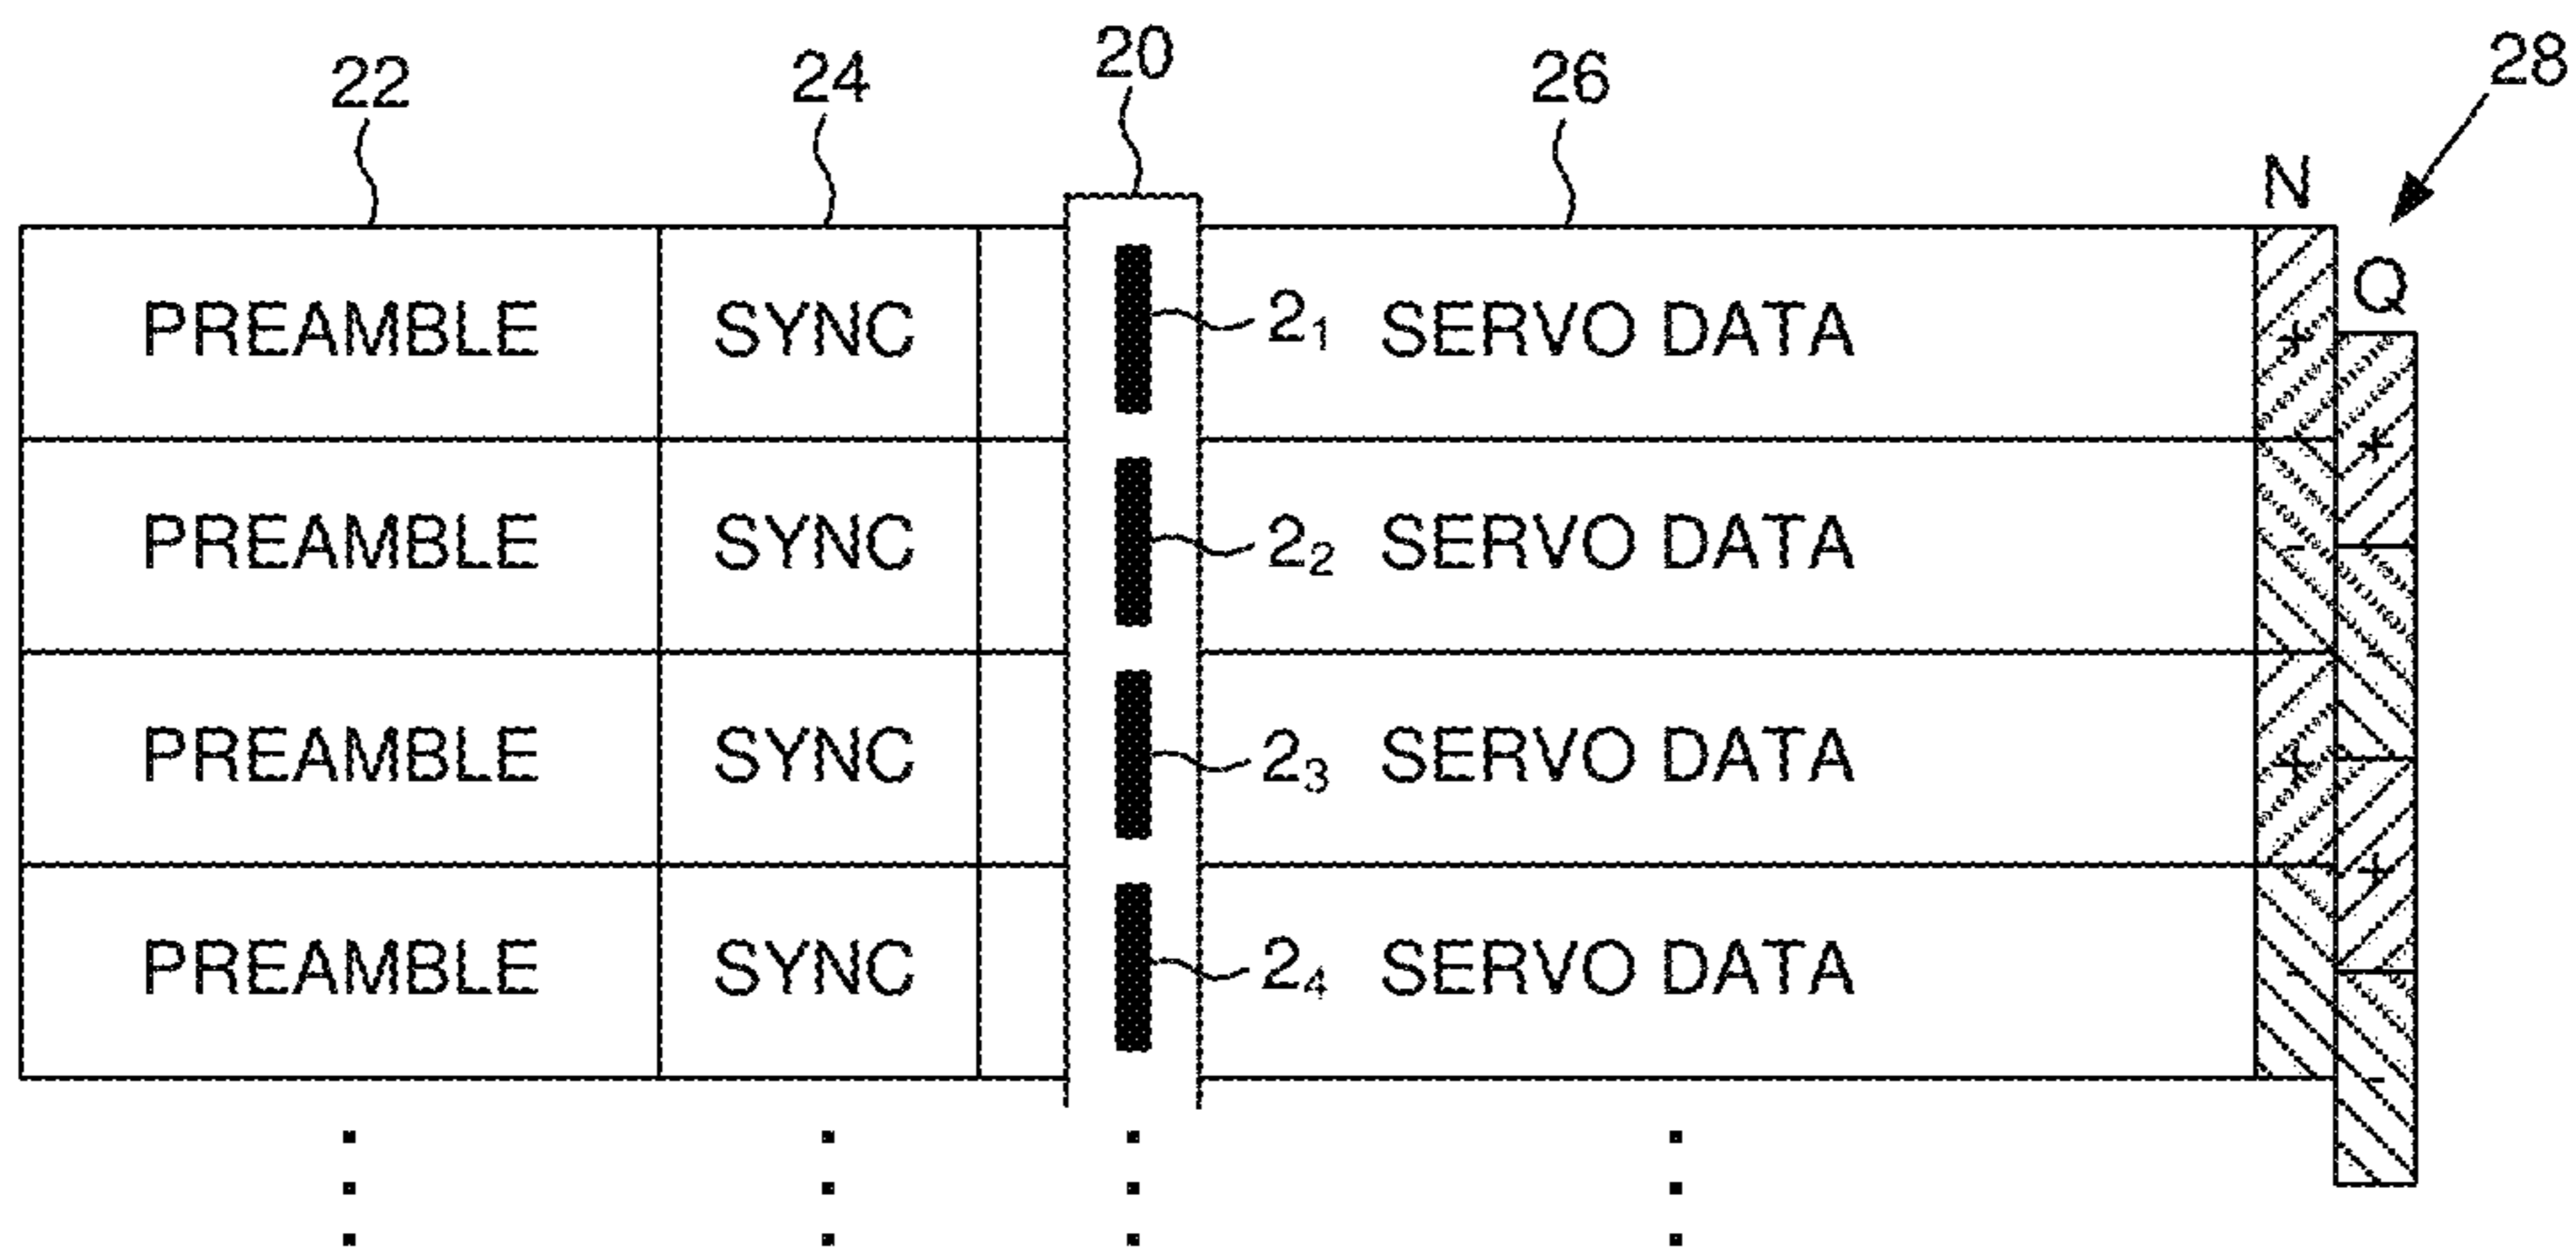 22 24 20 26 28
N
Q
PREAMBLE SYNC 2₁ SERVO DATA +
+
PREAMBLE SYNC 2₂ SERVO DATA -
-
PREAMBLE SYNC 2₃ SERVO DATA +
+
PREAMBLE SYNC 2₄ SERVO DATA -
-